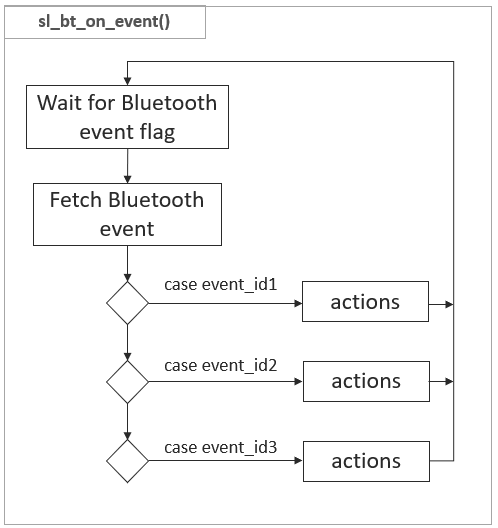 sl_bt_on_event()
Wait for Bluetooth
event flag
Fetch Bluetooth
event
case event_id1
actions
case event_id2
actions
case event_id3
actions